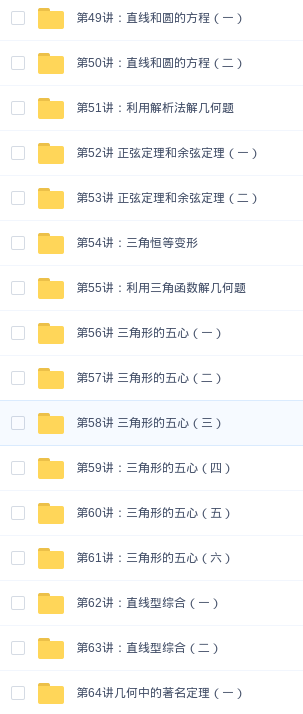 第49讲：直线和圆的方程（一）
第50讲：直线和圆的方程（二）
第51讲：利用解析法解几何题
第52讲 正弦定理和余弦定理（一）
第53讲 正弦定理和余弦定理（二）
第54讲：三角恒等变形
第55讲：利用三角函数解几何题
第56讲 三角形的五心（一）
第57讲 三角形的五心（二）
第58讲 三角形的五心（三）
第59讲：三角形的五心（四）
第60讲：三角形的五心（五）
第61讲：三角形的五心（六）
第62讲：直线型综合（一）
第63讲：直线型综合（二）
第64讲几何中的著名定理（一）